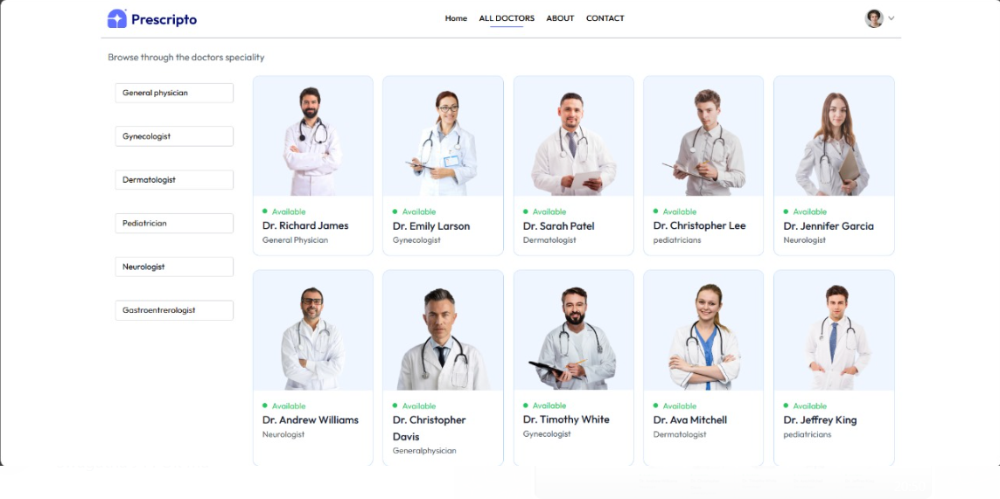 Prescripto
Home ALL DOCTORS ABOUT CONTACT
Browse through the doctors speciality
General physician
Gynecologist
Dermatologist
Pediatrician
Neurologist
Gastroentrerologist
Available
Dr. Richard James
General Physician
Available
Dr. Emily Larson
Gynecologist
Available
Dr. Sarah Patel
Dermatologist
Available
Dr. Christopher Lee
pediatricians
Available
Dr. Jennifer Garcia
Neurologist
Available
Dr. Andrew Williams
Neurologist
Available
Dr. Christopher
Davis
Generalphysician
Available
Dr. Timothy White
Gynecologist
Available
Dr. Ava Mitchell
Dermatologist
Available
Dr. Jeffrey King
pediatricians